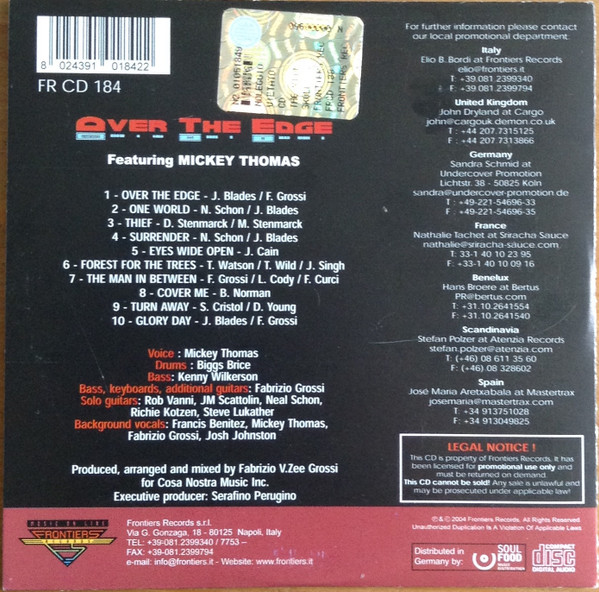 8 024391 018422
FR CD 184
OVER THE EDGE
Featuring MICKEY THOMAS
1 - OVER THE EDGE - J. Blades / F. Grossi
2 - ONE WORLD - N. Schon / J. Blades
3 - THIEF - D. Stenmarck / M. Stenmarck
4 - SURRENDER - N. Schon / J. Blades
5 - EYES WIDE OPEN - J. Cain
6 - FOREST FOR THE TREES - T. Watson / T. Wild / J. Singh
7 - THE MAN IN BETWEEN - F. Grossi / L. Cody / F. Curci
8 - COVER ME - B. Norman
9 - TURN AWAY - S. Cristol / D. Young
10 - GLORY DAY - J. Blades / F. Grossi
Voice : Mickey Thomas
Drums : Biggs Brice
Bass: Kenny Wilkerson
Bass, keyboards, additional guitars: Fabrizio Grossi
Solo guitars: Rob Vanni, JM Scattolin, Neal Schon,
Richie Kotzen, Steve Lukather
Background vocals: Francis Benitez, Mickey Thomas,
Fabrizio Grossi, Josh Johnston
Produced, arranged and mixed by Fabrizio V.Zee Grossi
for Cosa Nostra Music Inc.
Executive producer: Serafino Perugino
For further information please contact
our local promotional department.
Italy
Elio B.Bordi at Frontiers Records
elio@frontiers.it
T: +39.081.2399340
F: +39.081.2399794
United Kingdom
John Dryland at Cargo
john@cargouk.demon.co.uk
T : +44 207.7315125
F : +44 207.7313866
Germany
Sandra Schmid at
Undercover Promotion
Lichtstr. 38 - 50825 Köln
sandra@undercover-promotion.de
T : +49-221-54696-33
F : +49-221-54696-35
France
Nathalie Tachet at Sriracha Sauce
nathalie@sriracha-sauce.com
T: 33-1 40 10 23 95
F: +33-1 40 10 09 16
Benelux
Hans Broere at Bertus
PR@bertus.com
T: +31.10.2641554
F: +31.10.2641540
Scandinavia
Stefan Polzer at Atenzia Records
stefan.polzer@atenzia.com
T: (+46) 08 611 35 60
F: (+46) 08 328602
Spain
José Maria Aretxabala at Mastertrax
josemaria@mastertrax.com
T: +34 913751028
F: +34 913049825
LEGAL NOTICE !
This CD is property of Frontiers Records. It has
been licensed for promotional use only and
must be returned on demand.
This CD cannot be sold! Any sale is unlawful and
may be prosecuted under applicable law!
MUSIC ON LINE
FRONTIERS
RECORDS
Frontiers Records s.r.l.
Via G. Gonzaga, 18 - 80125 Napoli, Italy
TEL: +39-081.2399340 / 7753 –
FAX: +39-081.2399794
e-mail: info@frontiers.it - Website: www.frontiers.it
℗ & © 2004 Frontiers Records. All Rights Reserved.
Unauthorized Duplication Is A Violation Of Applicable Laws
Distributed in
Germany by:
SOUL
FOOD
COMPACT
disc
DIGITAL AUDIO